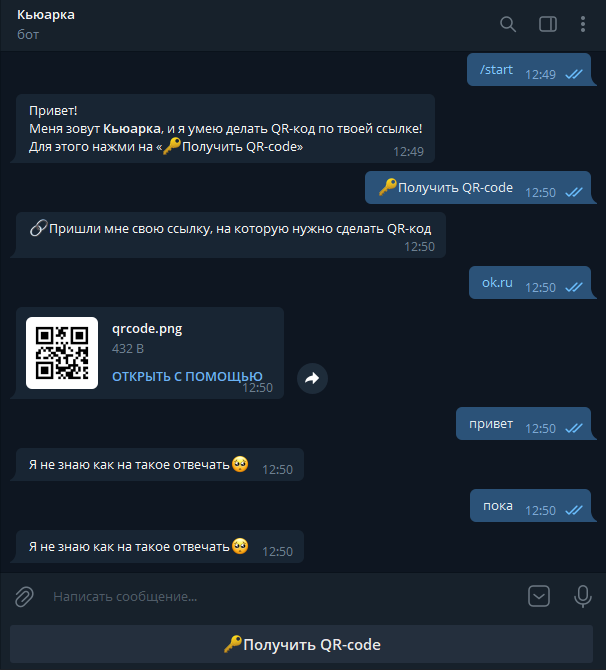 Кьюарка
бот
/start 12:49
Привет!
Меня зовут Кьюарка, и я умею делать QR-код по твоей ссылке!
Для этого нажми на «🔑Получить QR-code»
12:49
🔑Получить QR-code 12:50
🔗Пришли мне свою ссылку, на которую нужно сделать QR-код
12:50
ok.ru 12:50
qrcode.png
432 B
ОТКРЫТЬ С ПОМОЩЬЮ
12:50
привет 12:50
Я не знаю как на такое отвечать🥺 12:50
пока 12:50
Я не знаю как на такое отвечать🥺 12:50
Написать сообщение...
🔑Получить QR-code